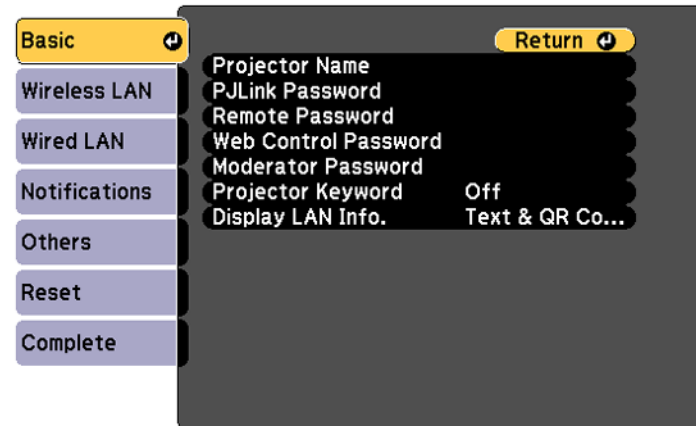 Basic
Wireless LAN
Wired LAN
Notifications
Others
Reset
Complete
Return
Projector Name
PJLink Password
Remote Password
Web Control Password
Moderator Password
Projector Keyword Off
Display LAN Info. Text & QR Co...